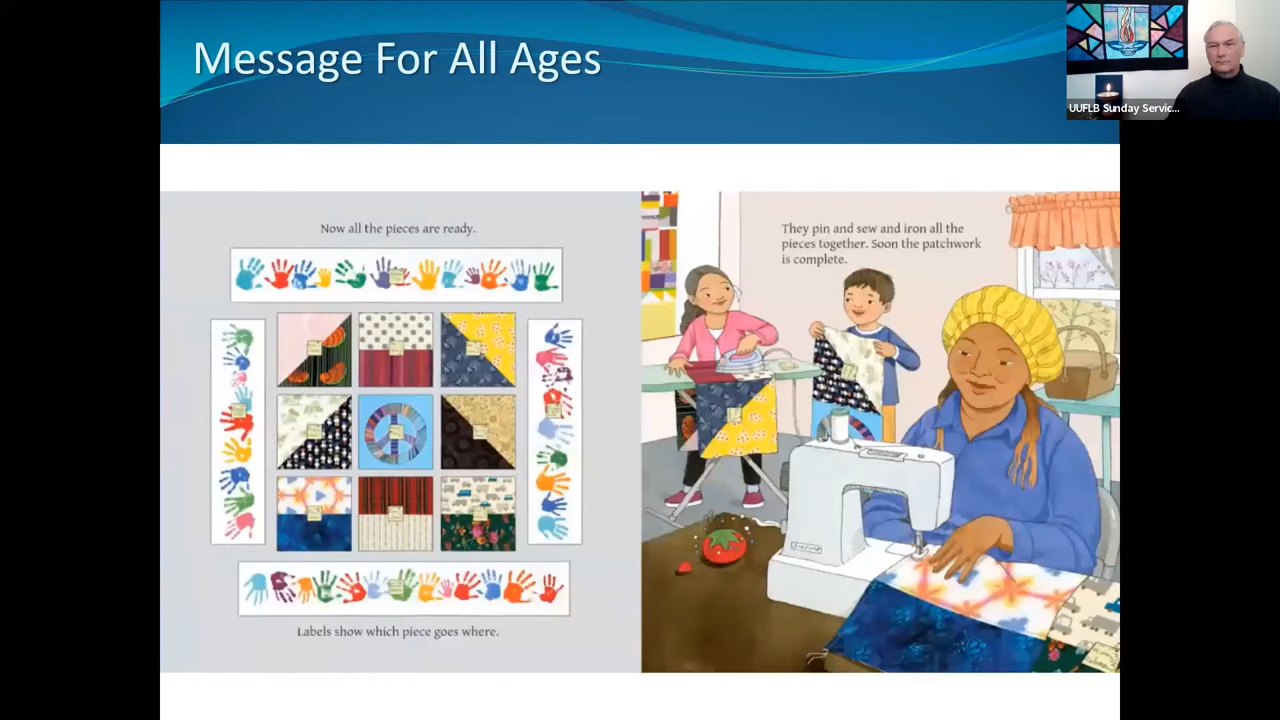 Message For All Ages
UUFLB Sunday Servic...
Now all the pieces are ready.
Labels show which piece goes where.
They pin and sew and iron all the
pieces together. Soon the patchwork
is complete.